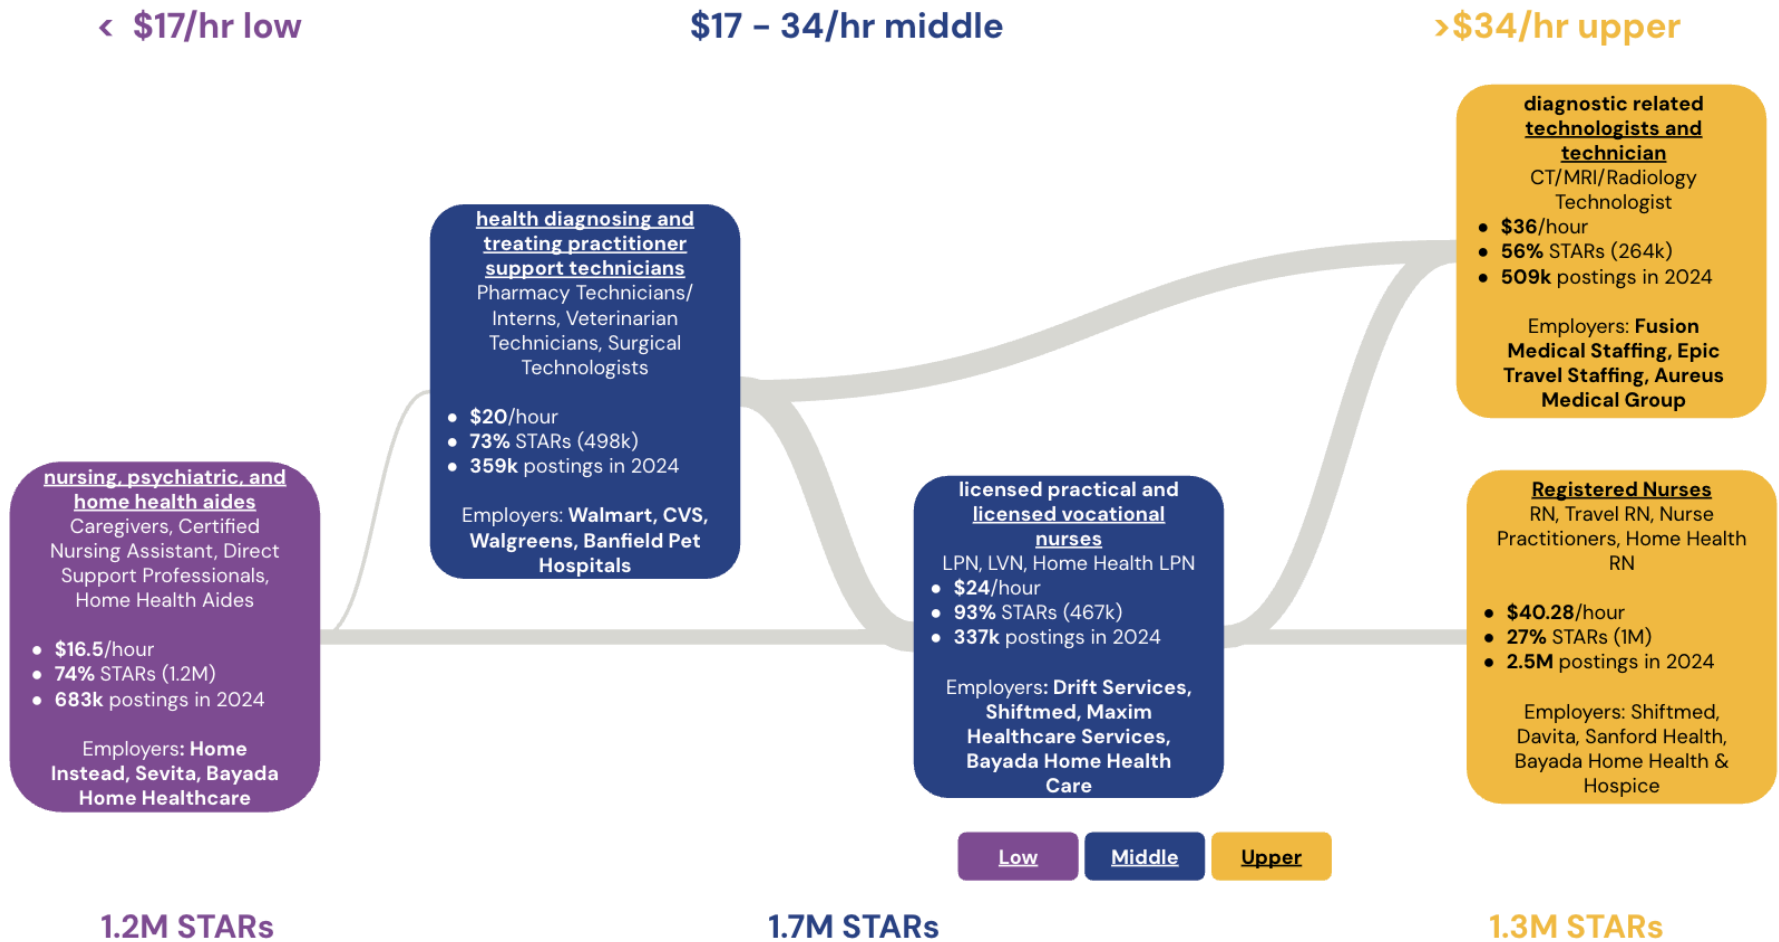 < $17/hr low
$17 – 34/hr middle
>$34/hr upper
nursing, psychiatric, and
home health aides
Caregivers, Certified
Nursing Assistant, Direct
Support Professionals,
Home Health Aides
● $16.5/hour
● 74% STARs (1.2M)
● 683k postings in 2024
Employers: Home
Instead, Sevita, Bayada
Home Healthcare
health diagnosing and
treating practitioner
support technicians
Pharmacy Technicians/
Interns, Veterinarian
Technicians, Surgical
Technologists
● $20/hour
● 73% STARs (498k)
● 359k postings in 2024
Employers: Walmart, CVS,
Walgreens, Banfield Pet
Hospitals
licensed practical and
licensed vocational
nurses
LPN, LVN, Home Health LPN
● $24/hour
● 93% STARs (467k)
● 337k postings in 2024
Employers: Drift Services,
Shiftmed, Maxim
Healthcare Services,
Bayada Home Health
Care
diagnostic related
technologists and
technician
CT/MRI/Radiology
Technologist
● $36/hour
● 56% STARs (264k)
● 509k postings in 2024
Employers: Fusion
Medical Staffing, Epic
Travel Staffing, Aureus
Medical Group
Registered Nurses
RN, Travel RN, Nurse
Practitioners, Home Health
RN
● $40.28/hour
● 27% STARs (1M)
● 2.5M postings in 2024
Employers: Shiftmed,
Davita, Sanford Health,
Bayada Home Health &
Hospice
Low
Middle
Upper
1.2M STARs
1.7M STARs
1.3M STARs